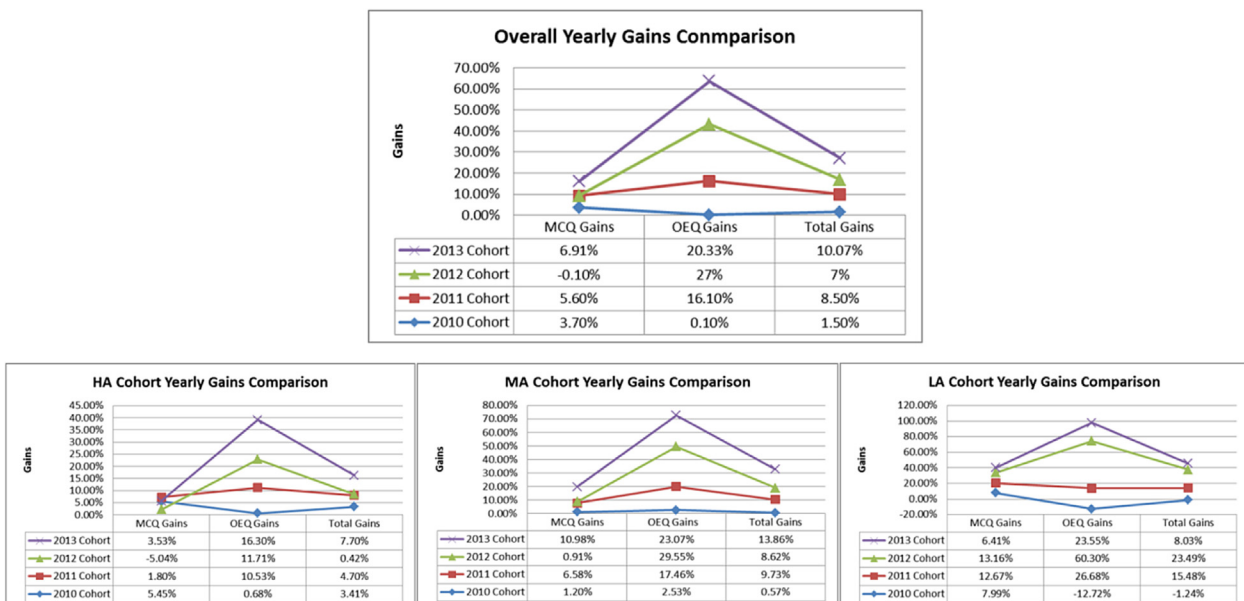 Overall Yearly Gains Conmparison
70.00%
60.00%
50.00%
40.00%
30.00%
20.00%
10.00%
0.00%
Gains
MCQ Gains OEQ Gains Total Gains
2013 Cohort 6.91% 20.33% 10.07%
2012 Cohort -0.10% 27% 7%
2011 Cohort 5.60% 16.10% 8.50%
2010 Cohort 3.70% 0.10% 1.50%
HA Cohort Yearly Gains Comparison
45.00%
40.00%
35.00%
30.00%
25.00%
20.00%
15.00%
10.00%
5.00%
0.00%
Gains
MCQ Gains OEQ Gains Total Gains
2013 Cohort 3.53% 16.30% 7.70%
2012 Cohort -5.04% 11.71% 0.42%
2011 Cohort 1.80% 10.53% 4.70%
2010 Cohort 5.45% 0.68% 3.41%
MA Cohort Yearly Gains Comparison
80.00%
70.00%
60.00%
50.00%
40.00%
30.00%
20.00%
10.00%
0.00%
Gains
MCQ Gains OEQ Gains Total Gains
2013 Cohort 10.98% 23.07% 13.86%
2012 Cohort 0.91% 29.55% 8.62%
2011 Cohort 6.58% 17.46% 9.73%
2010 Cohort 1.20% 2.53% 0.57%
LA Cohort Yearly Gains Comparison
120.00%
100.00%
80.00%
60.00%
40.00%
20.00%
0.00%
-20.00%
Gains
MCQ Gains OEQ Gains Total Gains
2013 Cohort 6.41% 23.55% 8.03%
2012 Cohort 13.16% 60.30% 23.49%
2011 Cohort 12.67% 26.68% 15.48%
2010 Cohort 7.99% -12.72% -1.24%